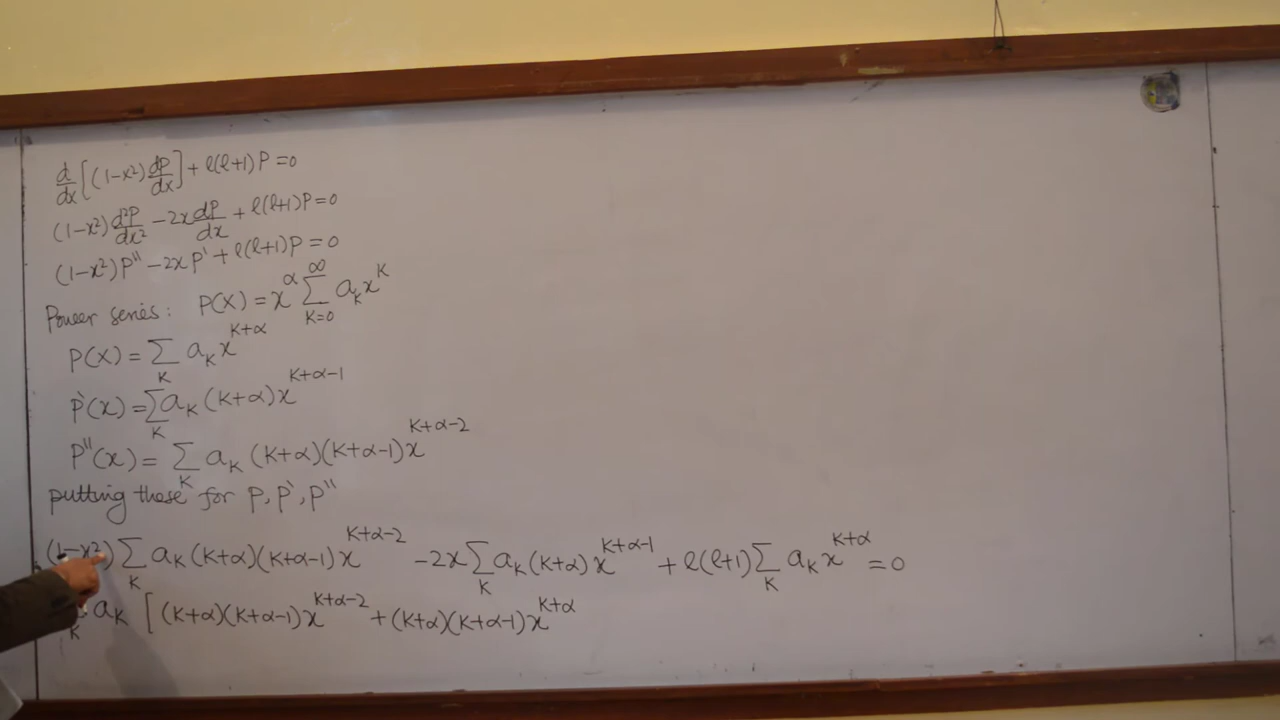 d/dx[(1-x²)dP/dx] + ℓ(ℓ+1)P = 0
(1-x²)d²P/dx² - 2x dP/dx + ℓ(ℓ+1)P = 0
(1-x²)P'' - 2xP' + ℓ(ℓ+1)P = 0
Power series: P(X) = x^α ∑_{K=0}^{∞} a_K x^K
P(X) = ∑_K a_K x^{K+α}
P'(x) = ∑_K a_K (K+α)x^{K+α-1}
P''(x) = ∑_K a_K (K+α)(K+α-1)x^{K+α-2}
putting these for P, P', P''
(1-x²)∑_K a_K (K+α)(K+α-1)x^{K+α-2} - 2x∑_K a_K (K+α)x^{K+α-1} + ℓ(ℓ+1)∑_K a_K x^{K+α} = 0
K a_K [(K+α)(K+α-1)x^{K+α-2} + (K+α)(K+α-1)x^{K+α}